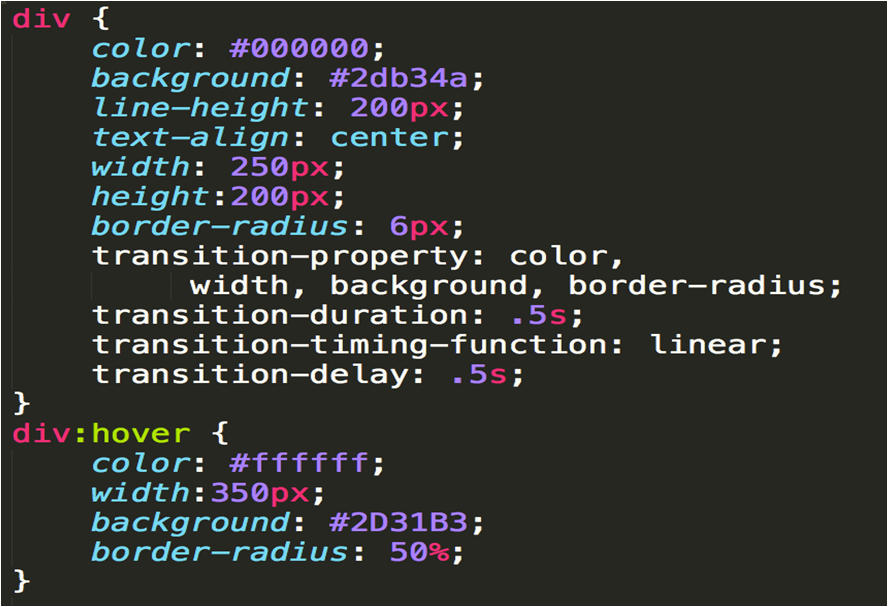 div {
    color: #000000;
    background: #2db34a;
    line-height: 200px;
    text-align: center;
    width: 250px;
    height:200px;
    border-radius: 6px;
    transition-property: color,
         width, background, border-radius;
    transition-duration: .5s;
    transition-timing-function: linear;
    transition-delay: .5s;
}
div:hover {
    color: #ffffff;
    width:350px;
    background: #2D31B3;
    border-radius: 50%;
}